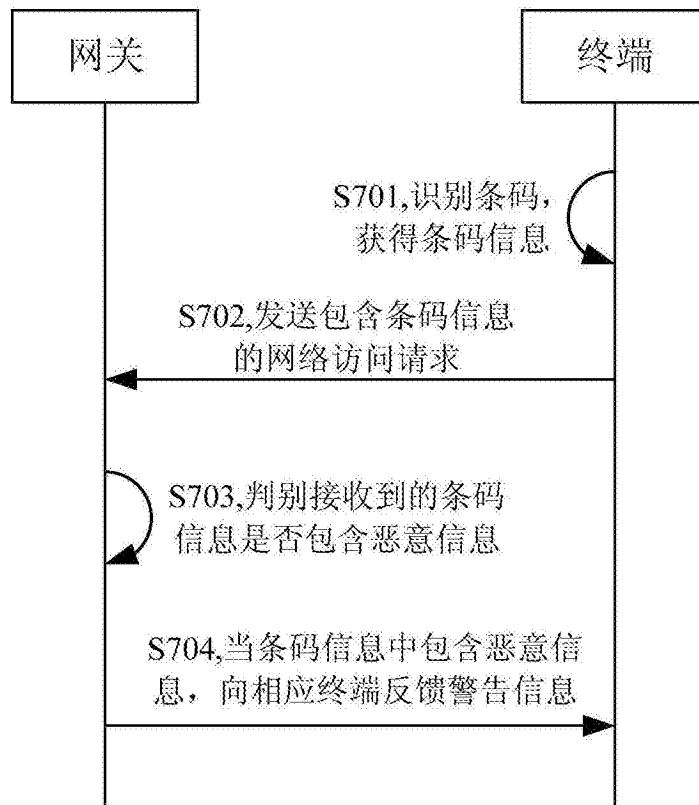 网关
终端
S701,识别条码，
获得条码信息
S702,发送包含条码信息
的网络访问请求
S703,判别接收到的条码
信息是否包含恶意信息
S704,当条码信息中包含恶意信
息，向相应终端反馈警告信息